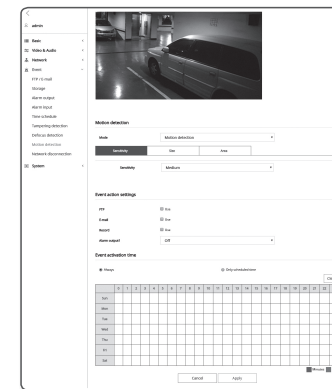 admin
Basic
Video & Audio
Network
Event
FTP / E-mail
Storage
Alarm output
Alarm input
Time schedule
Tampering detection
Defocus detection
Motion detection
Network disconnection
System
Motion detection
Mode Motion detection
Sensitivity Size Area
Sensitivity Medium
Event action settings
FTP Use
E-mail Use
Record Use
Alarm output1 Off
Event activation time
Always Only scheduled time
0 1 2 3 4 5 6 7 8 9 10 11 12 13 14 15 16 17 18 19 20 21 22
Sun
Mon
Tue
Wed
Thu
Fri
Sat
Minutes
Cancel Apply